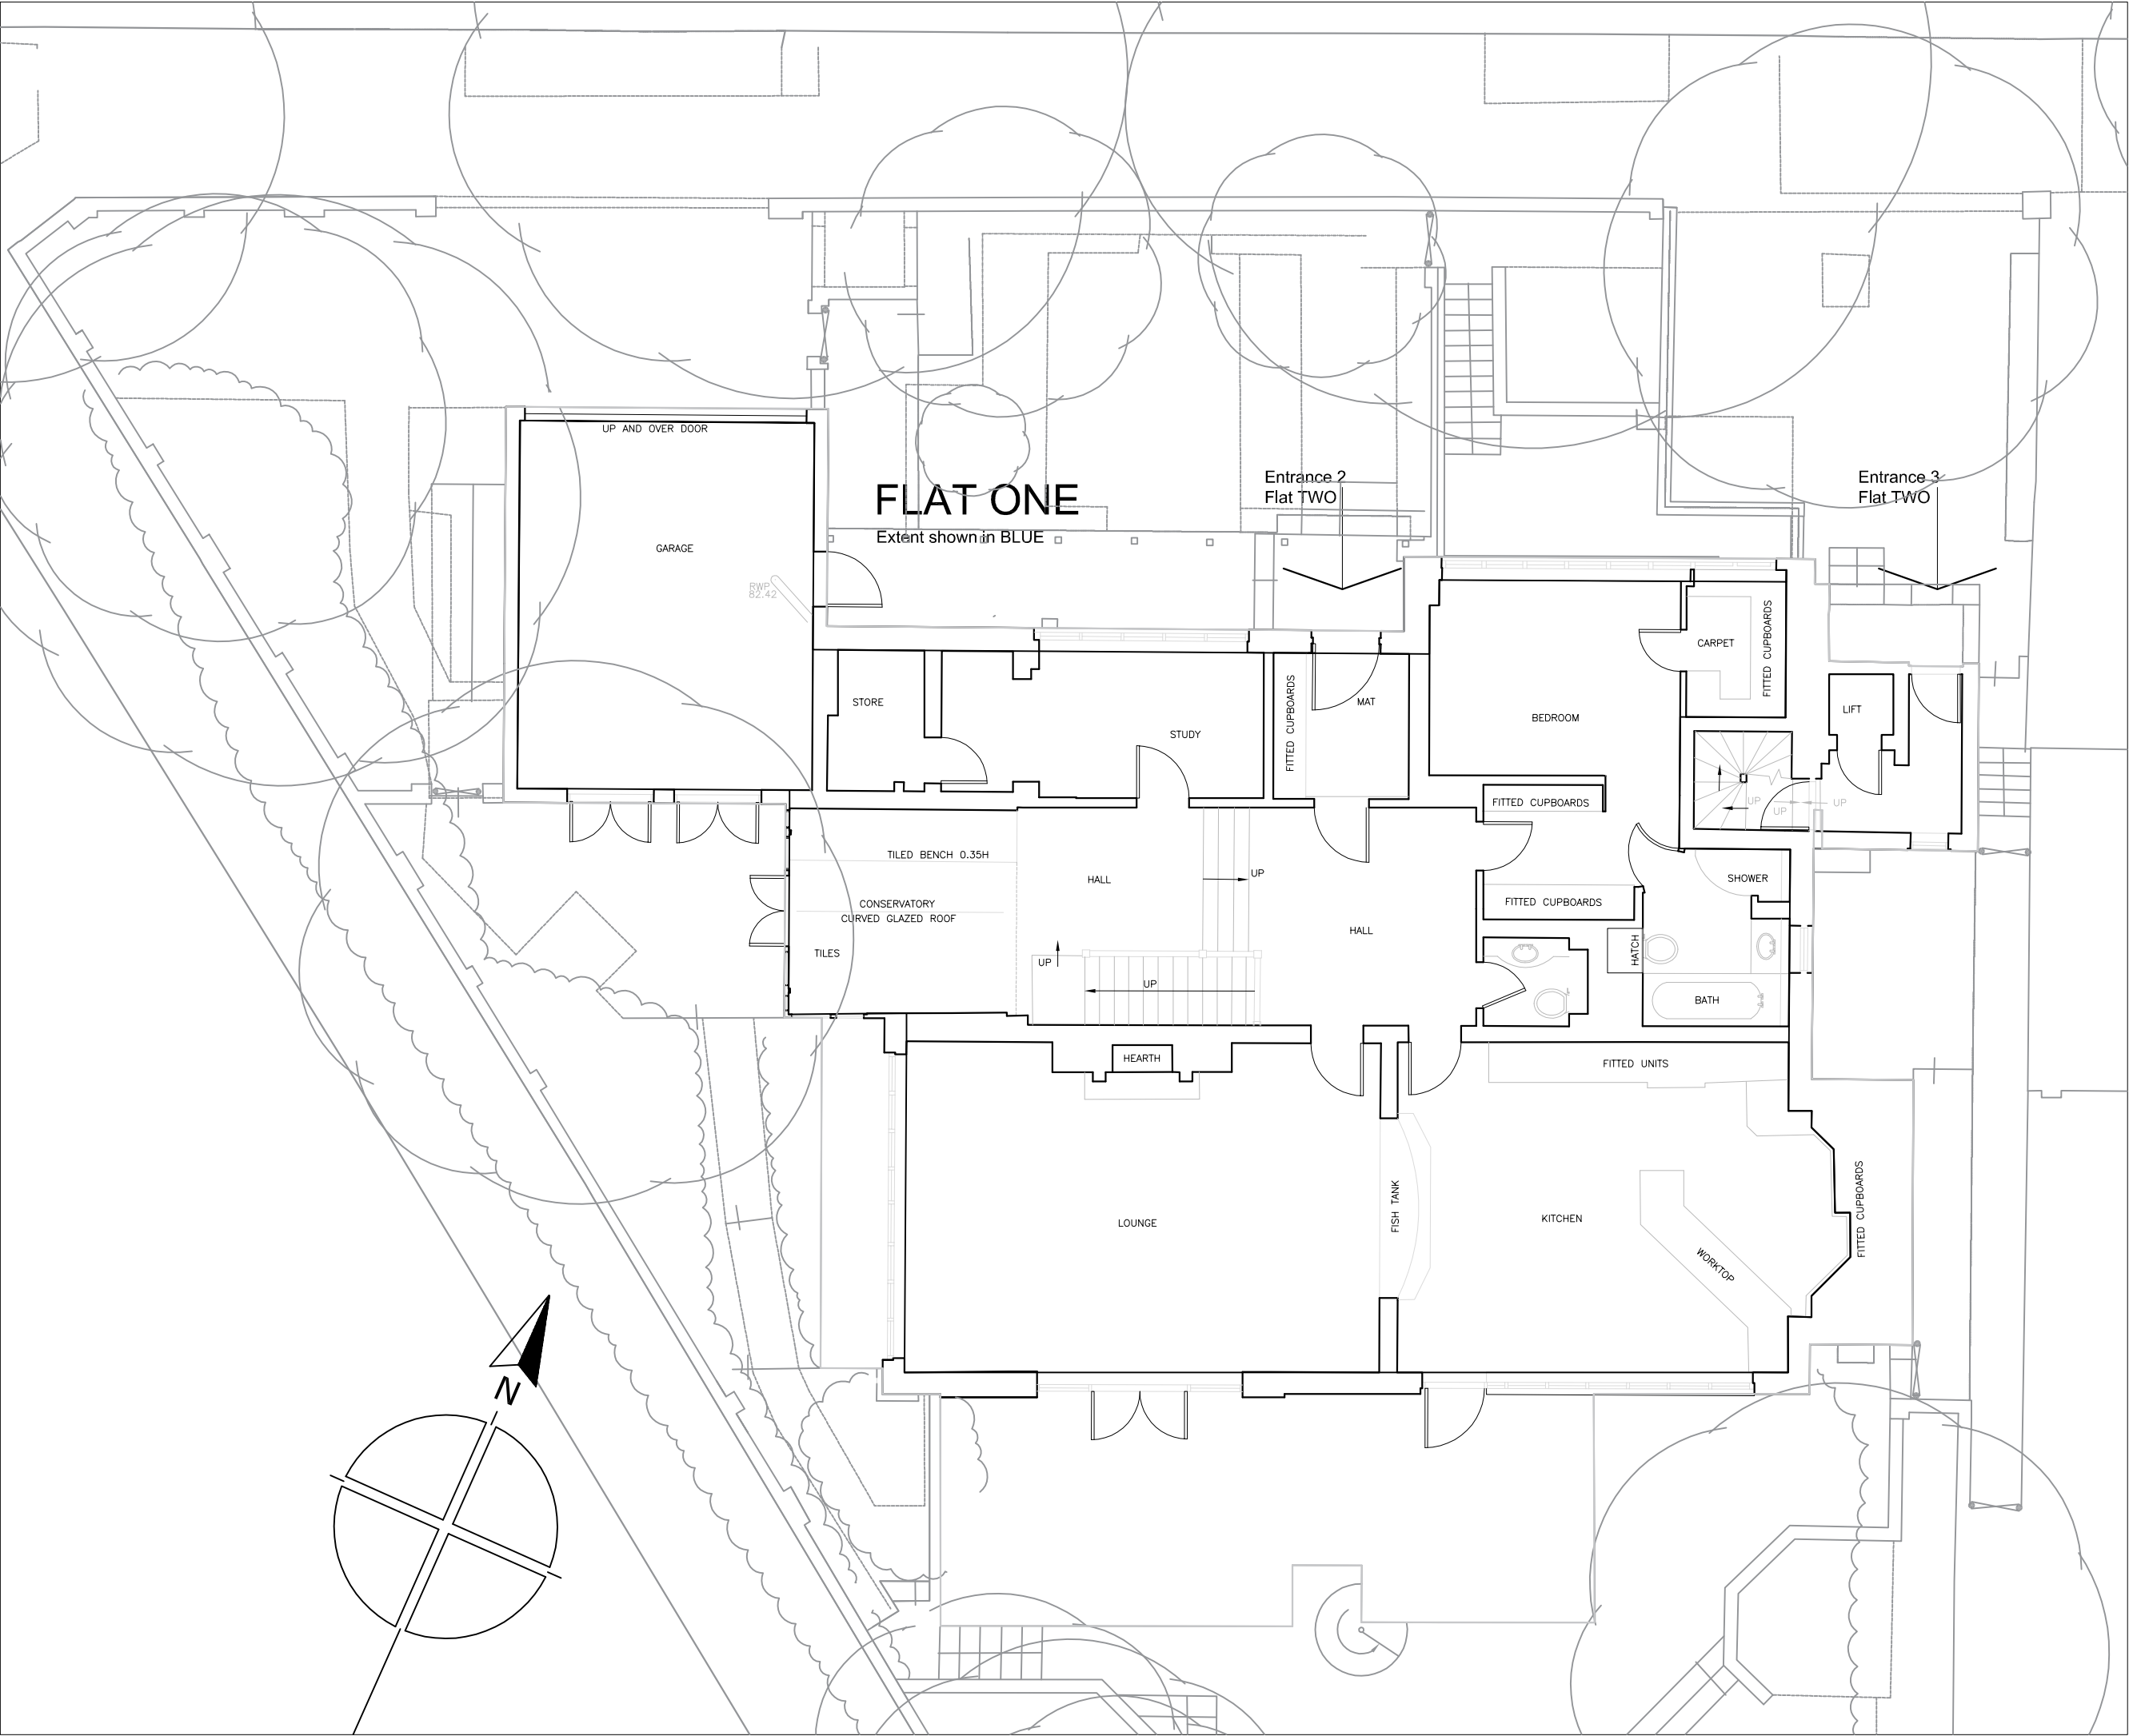 UP AND OVER DOOR
Entrance 2
Flat TWO
Entrance 3
Flat TWO
FLAT ONE
Extent shown in BLUE
GARAGE
RWP
82.42
STORE
STUDY
FITTED CUPBOARDS
MAT
BEDROOM
CARPET
FITTED CUPBOARDS
LIFT
UP
UP
UP
FITTED CUPBOARDS
TILED BENCH 0.35H
HALL
UP
SHOWER
CONSERVATORY
CURVED GLAZED ROOF
FITTED CUPBOARDS
HALL
TILES
UP
HATCH
UP
BATH
HEARTH
FITTED UNITS
LOUNGE
FISH TANK
KITCHEN
WORKTOP
FITTED CUPBOARDS
N